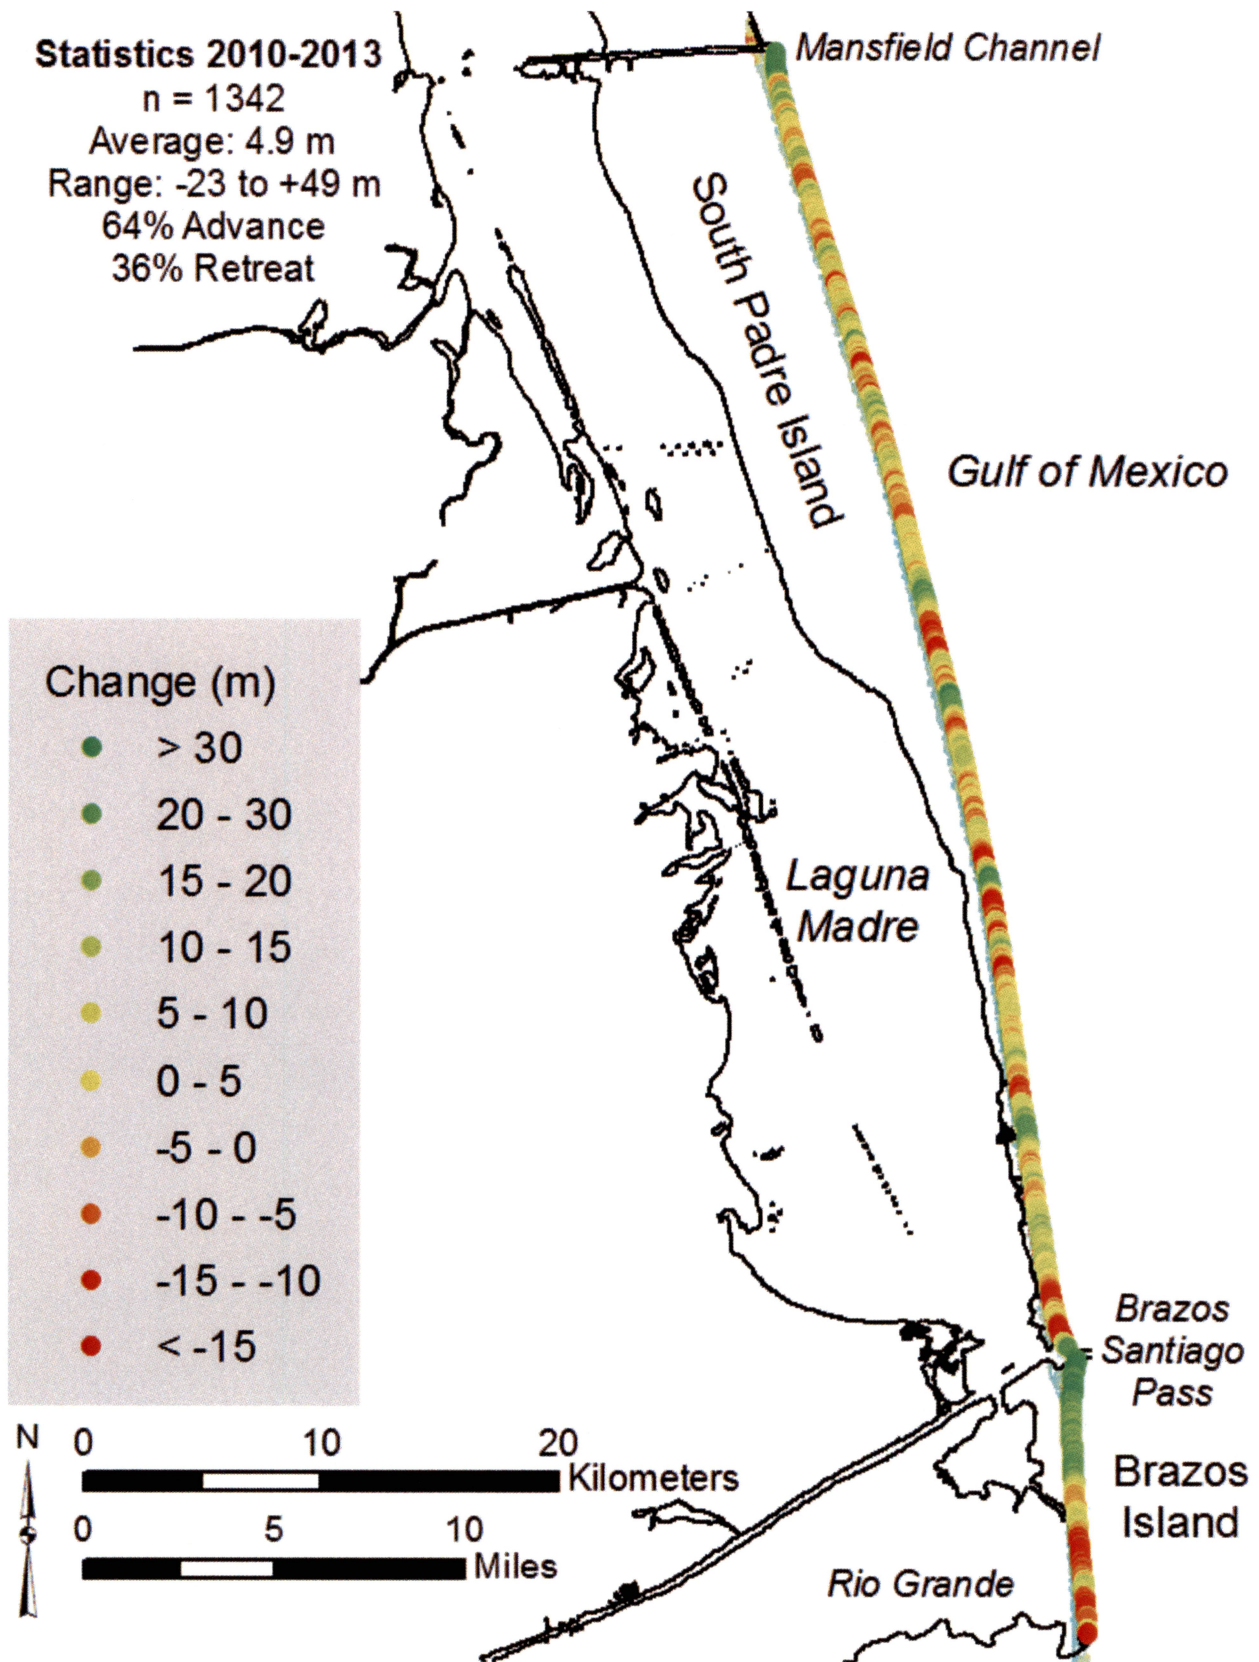 Statistics 2010-2013
n = 1342
Average: 4.9 m
Range: -23 to +49 m
64% Advance
36% Retreat
Mansfield Channel
South Padre Island
Gulf of Mexico
Change (m)
> 30
20 - 30
15 - 20
10 - 15
5 - 10
0 - 5
-5 - 0
-10 - -5
-15 - -10
< -15
Laguna
Madre
Brazos
Santiago
Pass
Brazos
Island
Rio Grande
N
0 10 20
Kilometers
0 5 10
Miles